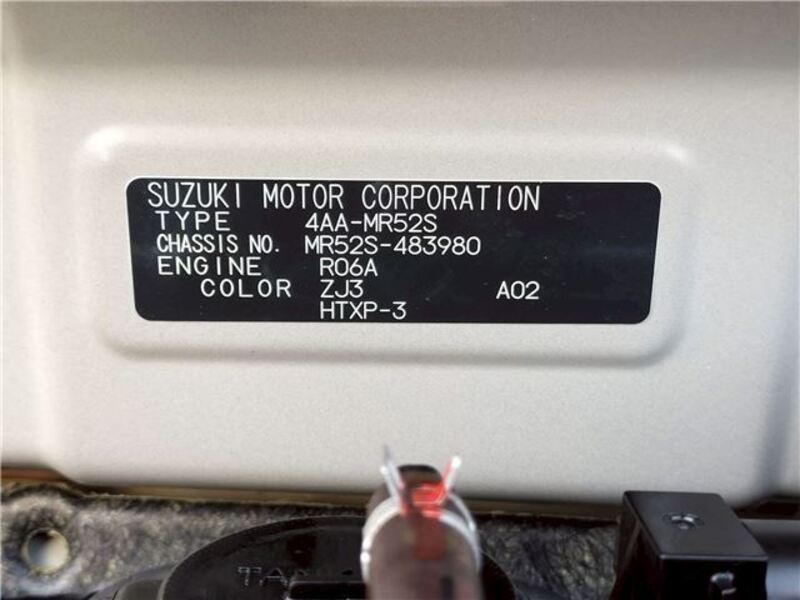 SUZUKI MOTOR CORPORATION
TYPE 4AA-MR52S
CHASSIS NO. MR52S-483980
ENGINE R06A
COLOR ZJ3 A02
HTXP-3